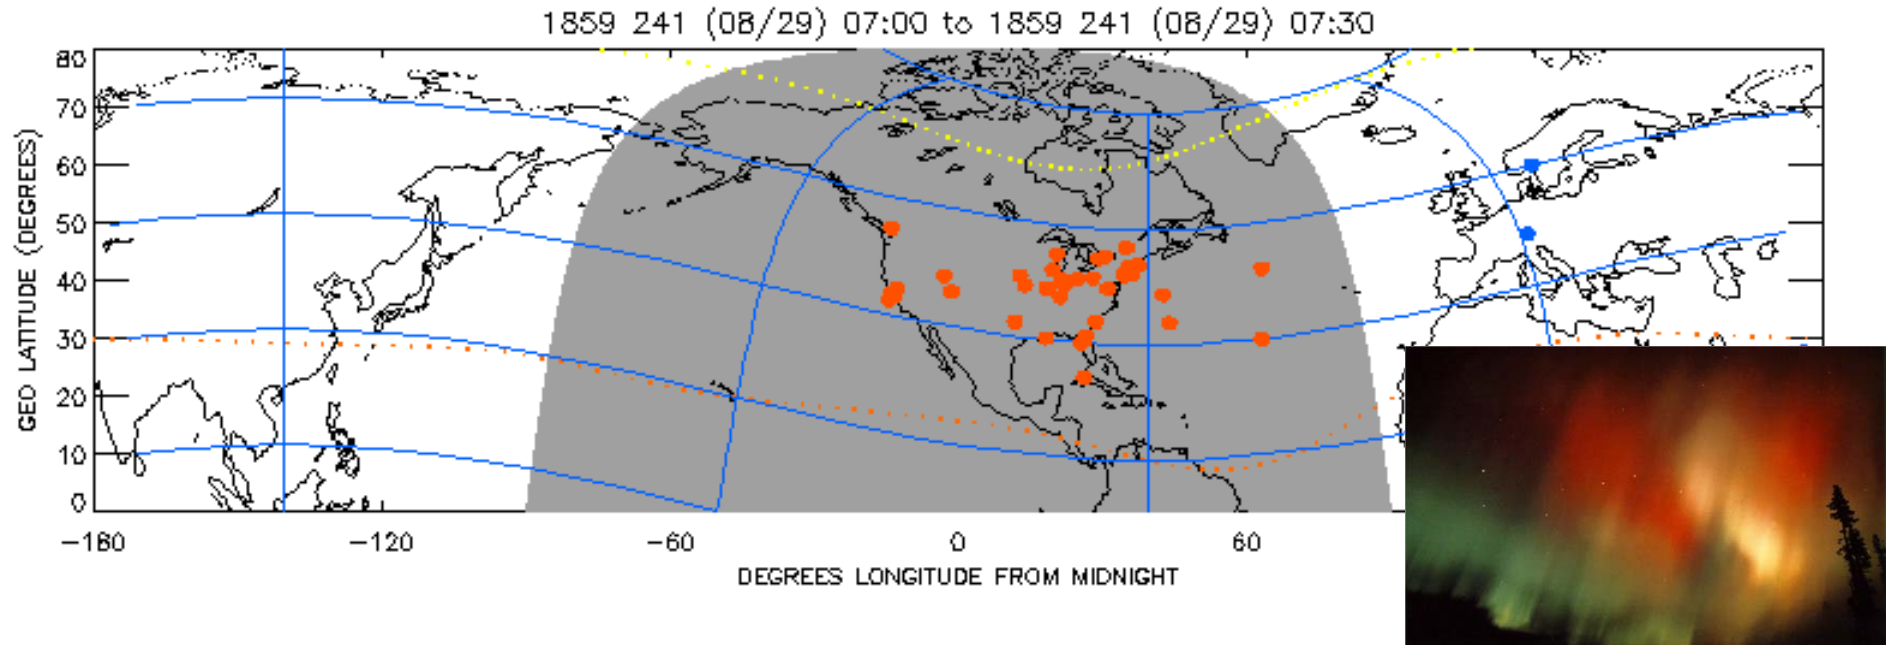 1859 241 (08/29) 07:00 to 1859 241 (08/29) 07:30
GEO LATITUDE (DEGREES)
80
70
60
50
40
30
20
10
0
−180 −120 −60 0 60
DEGREES LONGITUDE FROM MIDNIGHT